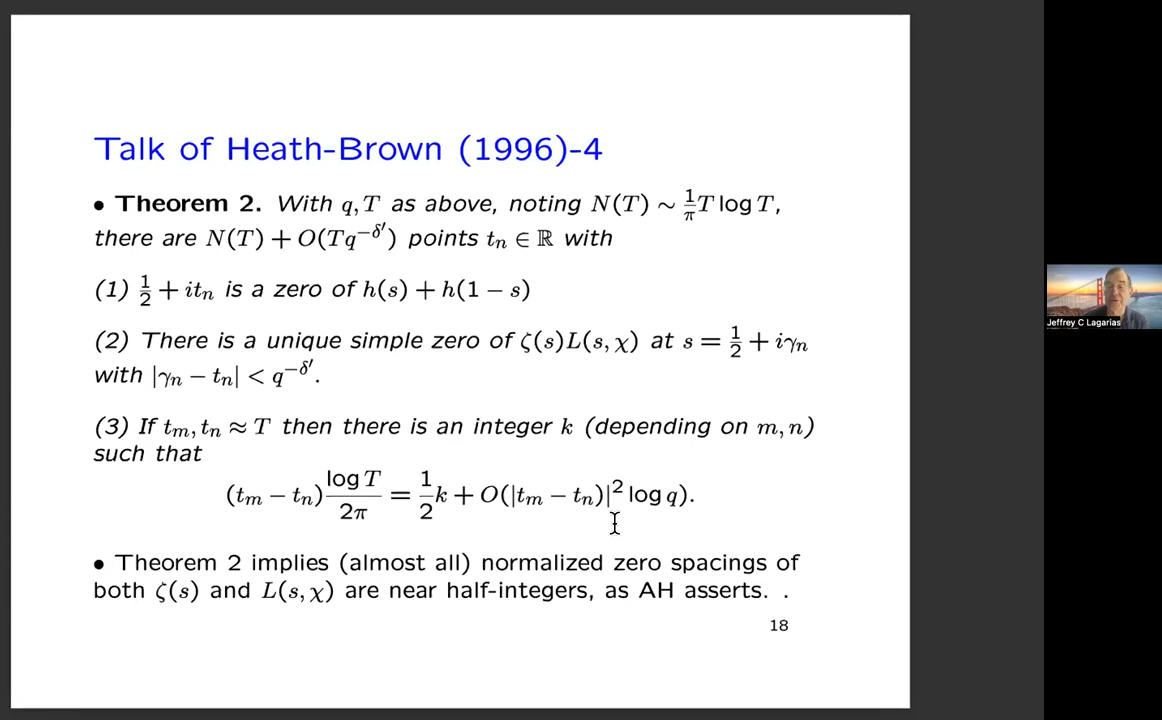 Talk of Heath-Brown (1996)-4
• Theorem 2. With q, T as above, noting N(T) ∼ 1/π T log T,
there are N(T) + O(Tq^{−δ′}) points t_n ∈ ℝ with
(1) 1/2 + it_n is a zero of h(s) + h(1 − s)
(2) There is a unique simple zero of ζ(s)L(s, χ) at s = 1/2 + iγ_n
with |γ_n − t_n| < q^{−δ′}.
(3) If t_m, t_n ≈ T then there is an integer k (depending on m, n)
such that
(t_m − t_n) log T/2π = 1/2 k + O(|t_m − t_n)|² log q).
• Theorem 2 implies (almost all) normalized zero spacings of
both ζ(s) and L(s, χ) are near half-integers, as AH asserts. .
18
Jeffrey C Lagarias